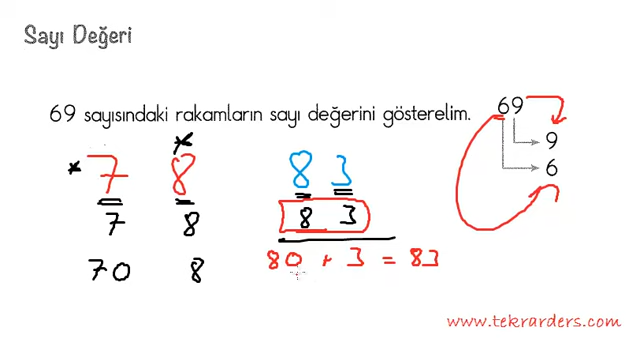 Sayı Değeri
69 sayısındaki rakamların sayı değerini gösterelim.
69
9
6
7 8
7 8
70 8
8 3
8 3
80 + 3 = 83
www.tekrarders.com